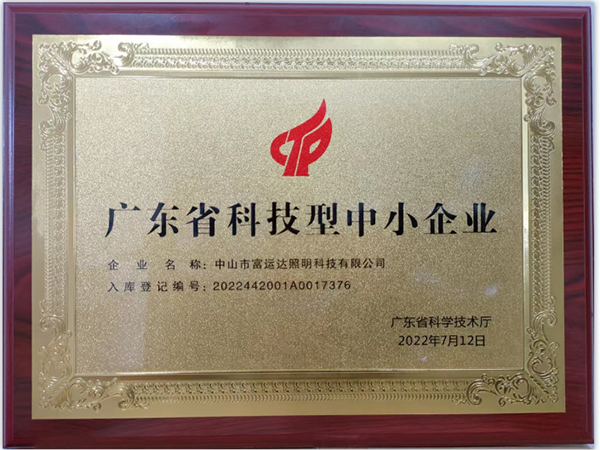 广东省科技型中小企业
企业名称：中山市富运达照明科技有限公司
入库登记编号：2022442001A0017376
广东省科学技术厅
2022年7月12日